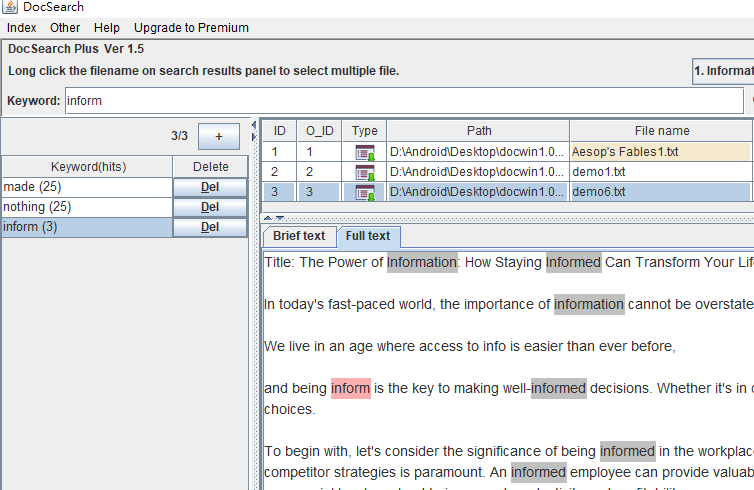 DocSearch
Index Other Help Upgrade to Premium
DocSearch Plus Ver 1.5
Long click the filename on search results panel to select multiple file.
1. Informat
Keyword: inform
3/3 +
Keyword(hits) Delete
made (25) Del
nothing (25) Del
inform (3) Del
ID O_ID Type Path File name
1 1 D:\Android\Desktop\docwin1.0... Aesop's Fables1.txt
2 2 D:\Android\Desktop\docwin1.0... demo1.txt
3 3 D:\Android\Desktop\docwin1.0... demo6.txt
Brief text Full text
Title: The Power of Information: How Staying Informed Can Transform Your Life
In today's fast-paced world, the importance of information cannot be overstate
We live in an age where access to info is easier than ever before,
and being inform is the key to making well-informed decisions. Whether it's in
choices.
To begin with, let's consider the significance of being informed in the workplac
competitor strategies is paramount. An informed employee can provide valuab